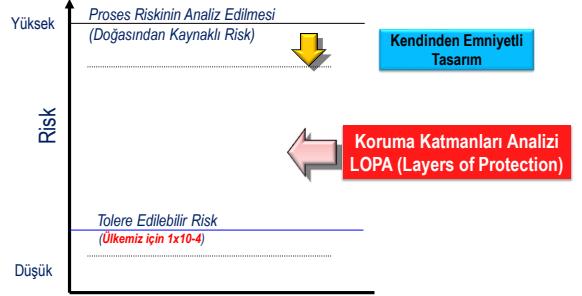 Yüksek
Proses Riskinin Analiz Edilmesi
(Doğasından Kaynaklı Risk)
Kendinden Emniyetli
Tasarım
Risk
Koruma Katmanları Analizi
LOPA (Layers of Protection)
Tolere Edilebilir Risk
(Ülkemiz için 1x10-4)
Düşük